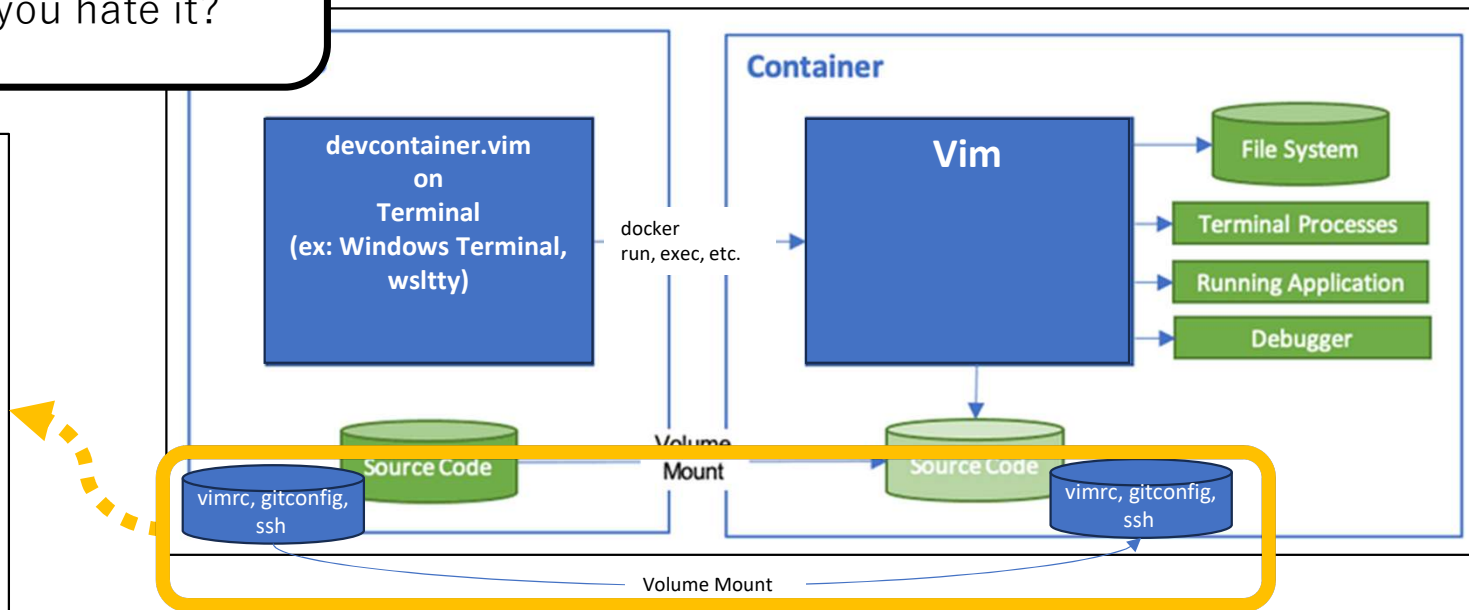 you hate it?
Container
devcontainer.vim
on
Terminal
(ex: Windows Terminal,
wsltty)
docker
run, exec, etc.
Vim
File System
Terminal Processes
Running Application
Debugger
Source Code
Volume
Mount
Source Code
vimrc, gitconfig,
ssh
vimrc, gitconfig,
ssh
Volume Mount